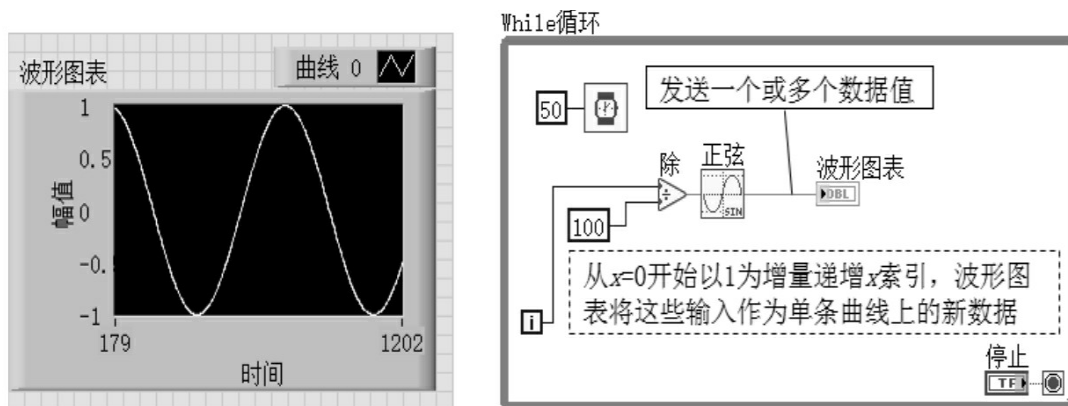 波形图表
曲线 0
1
0.5
0
-0.
-1
幅值
179
1202
时间
While循环
50
发送一个或多个数据值
除
正弦
SIN
波形图表
DBL
100
从x=0开始以1为增量递增x索引，波形图
表将这些输入作为单条曲线上的新数据
i
停止
TF